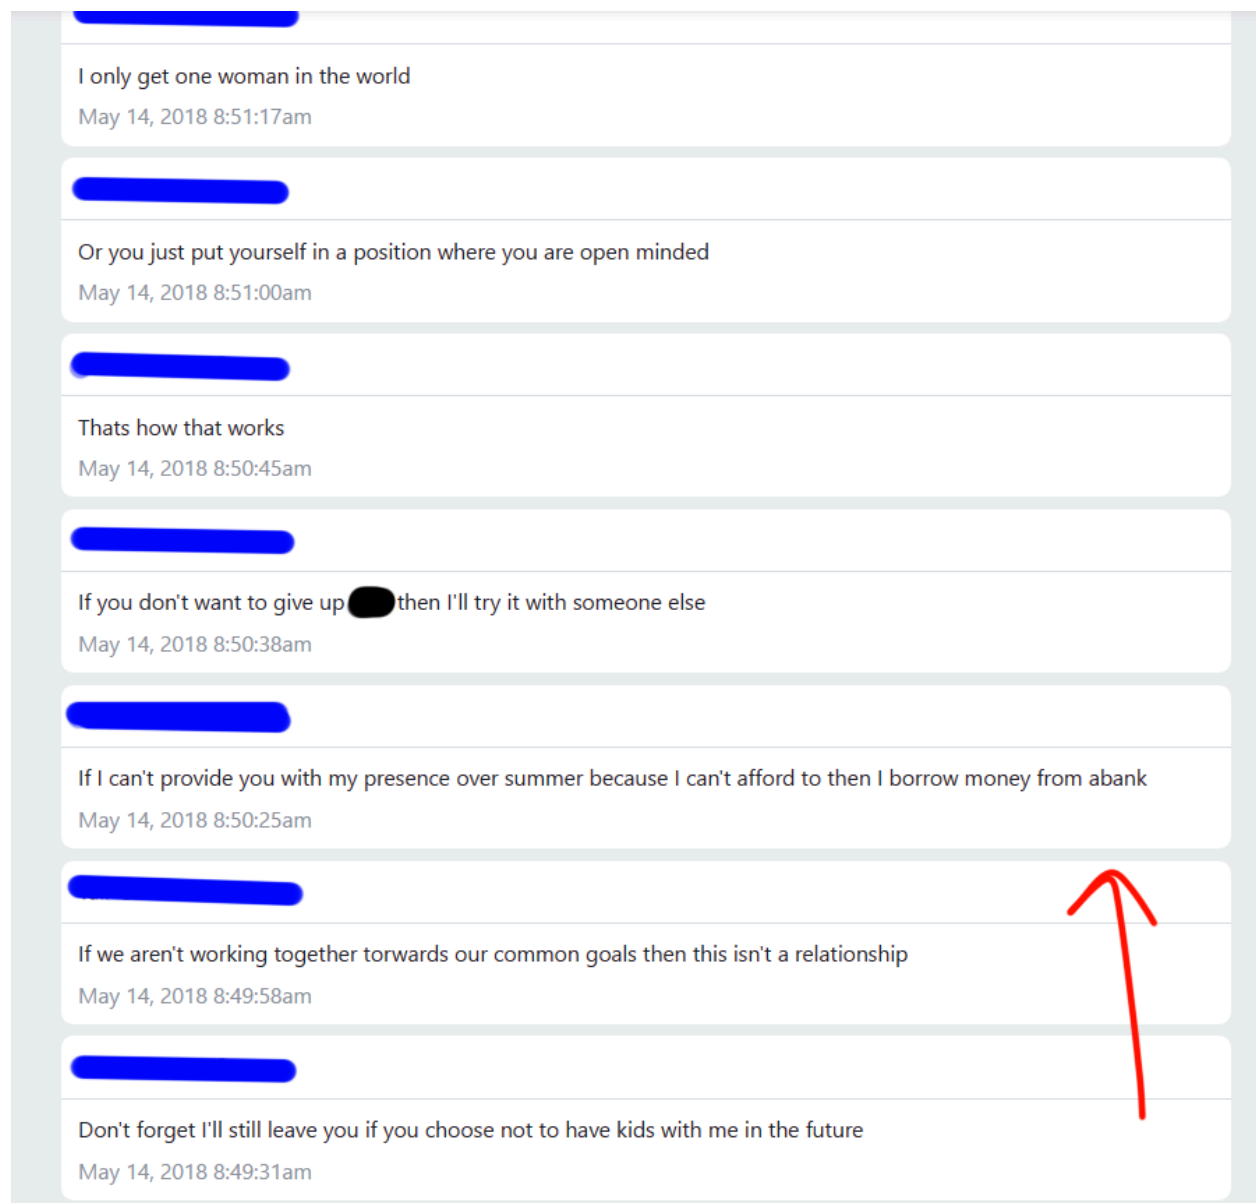 I only get one woman in the world
May 14, 2018 8:51:17am
Or you just put yourself in a position where you are open minded
May 14, 2018 8:51:00am
Thats how that works
May 14, 2018 8:50:45am
If you don't want to give up then I'll try it with someone else
May 14, 2018 8:50:38am
If I can't provide you with my presence over summer because I can't afford to then I borrow money from abank
May 14, 2018 8:50:25am
If we aren't working together torwards our common goals then this isn't a relationship
May 14, 2018 8:49:58am
Don't forget I'll still leave you if you choose not to have kids with me in the future
May 14, 2018 8:49:31am